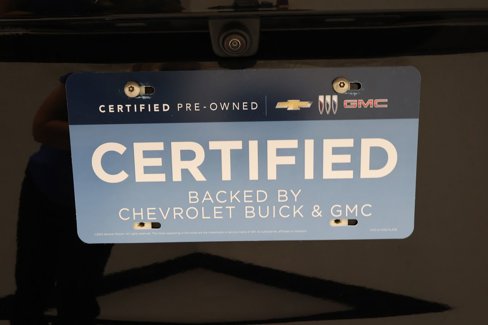 CERTIFIED PRE-OWNED GMC
CERTIFIED
BACKED BY
CHEVROLET BUICK & GMC